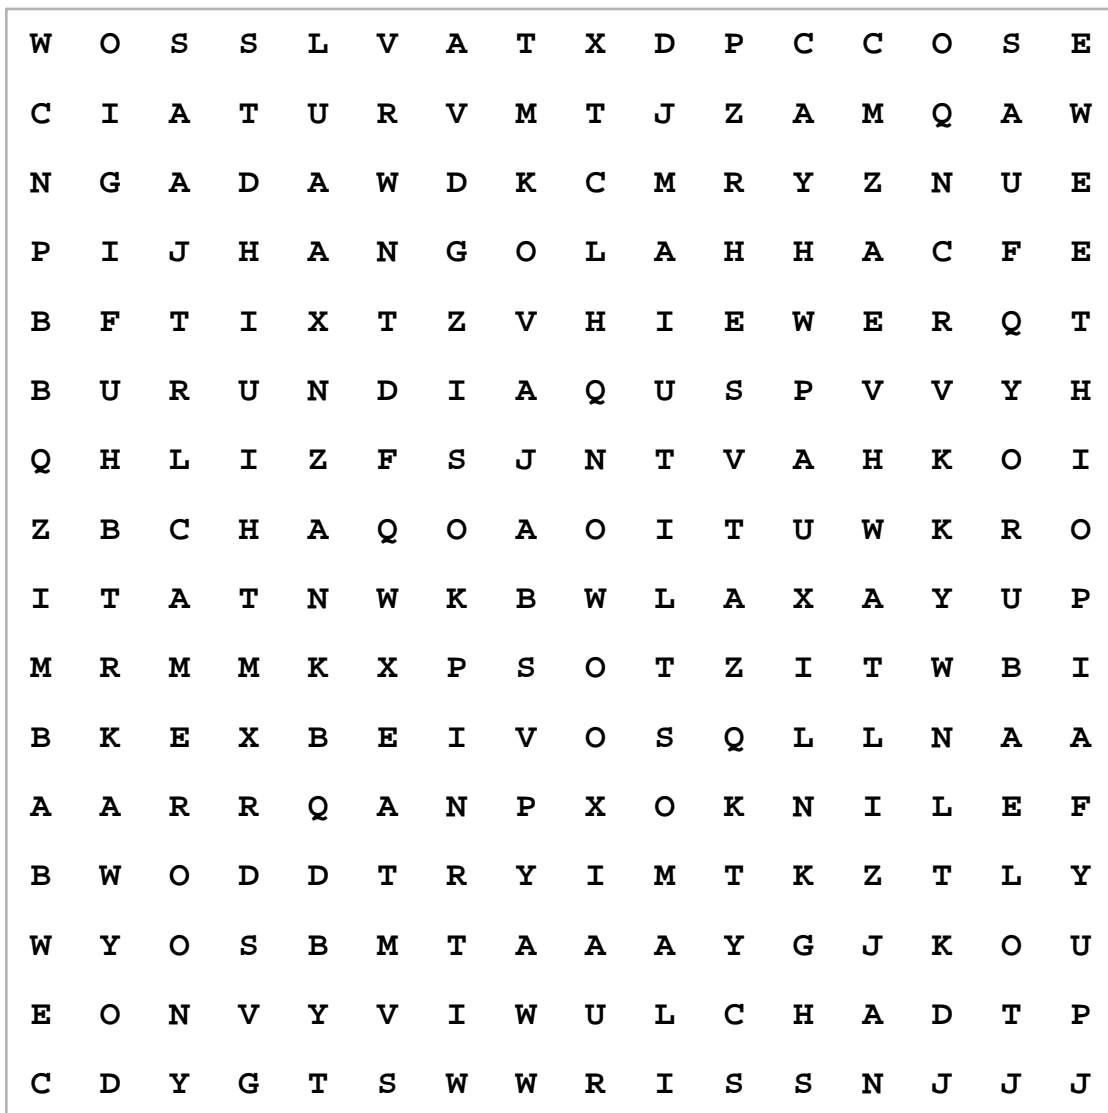 W O S S L V A T X D P C C O S E
C I A T U R V M T J Z A M Q A W
N G A D A W D K C M R Y Z N U E
P I J H A N G O L A H H A C F E
B F T I X T Z V H I E W E R Q T
B U R U N D I A Q U S P V V Y H
Q H L I Z F S J N T V A H K O I
Z B C H A Q O A O I T U W K R O
I T A T N W K B W L A X A Y U P
M R M M K X P S O T Z I T W B I
B K E X B E I V O S Q L L N A A
A A R R Q A N P X O K N I L E F
B W O D D T R Y I M T K Z T L Y
W Y O S B M T A A A Y G J K O U
E O N V Y V I W U L C H A D T P
C D Y G T S W W R I S S N J J J